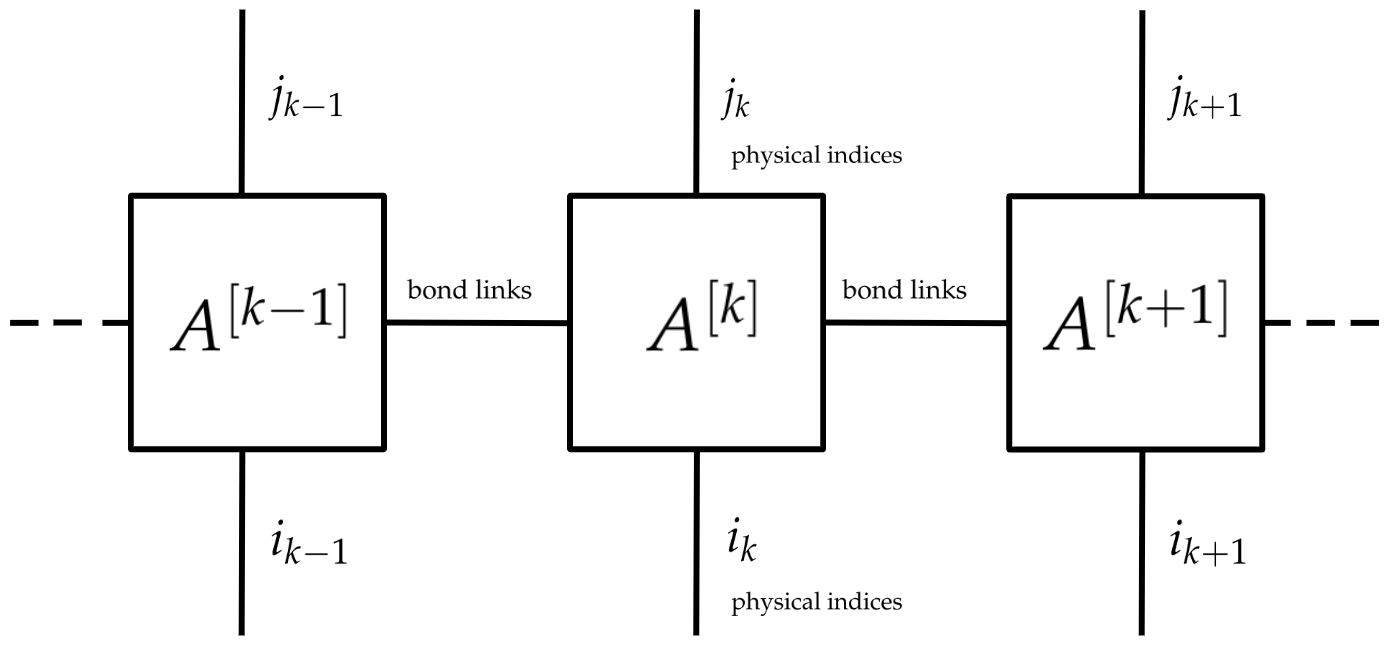 j_{k−1} j_k j_{k+1}
physical indices
bond links bond links
A^{[k−1]} A^{[k]} A^{[k+1]}
i_{k−1} i_k i_{k+1}
physical indices